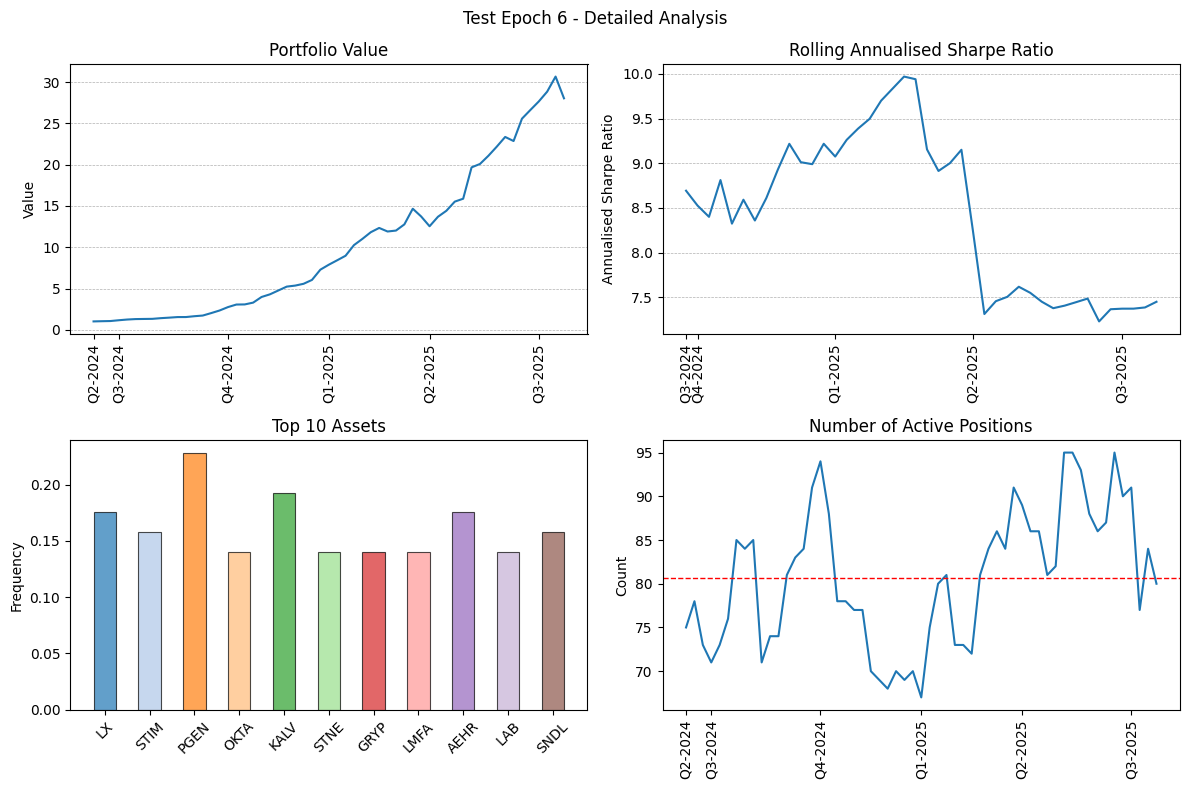 Test Epoch 6 - Detailed Analysis
Portfolio Value
Value
30
25
20
15
10
5
0
Q2-2024
Q3-2024
Q4-2024
Q1-2025
Q2-2025
Q3-2025
Rolling Annualised Sharpe Ratio
Annualised Sharpe Ratio
10.0
9.5
9.0
8.5
8.0
7.5
Q3-2024
Q4-2024
Q1-2025
Q2-2025
Q3-2025
Top 10 Assets
Frequency
0.20
0.15
0.10
0.05
0.00
LX
STIM
PGEN
OKTA
KALV
STNE
GRYP
LMFA
AEHR
LAB
SNDL
Number of Active Positions
Count
95
90
85
80
75
70
Q2-2024
Q3-2024
Q4-2024
Q1-2025
Q2-2025
Q3-2025